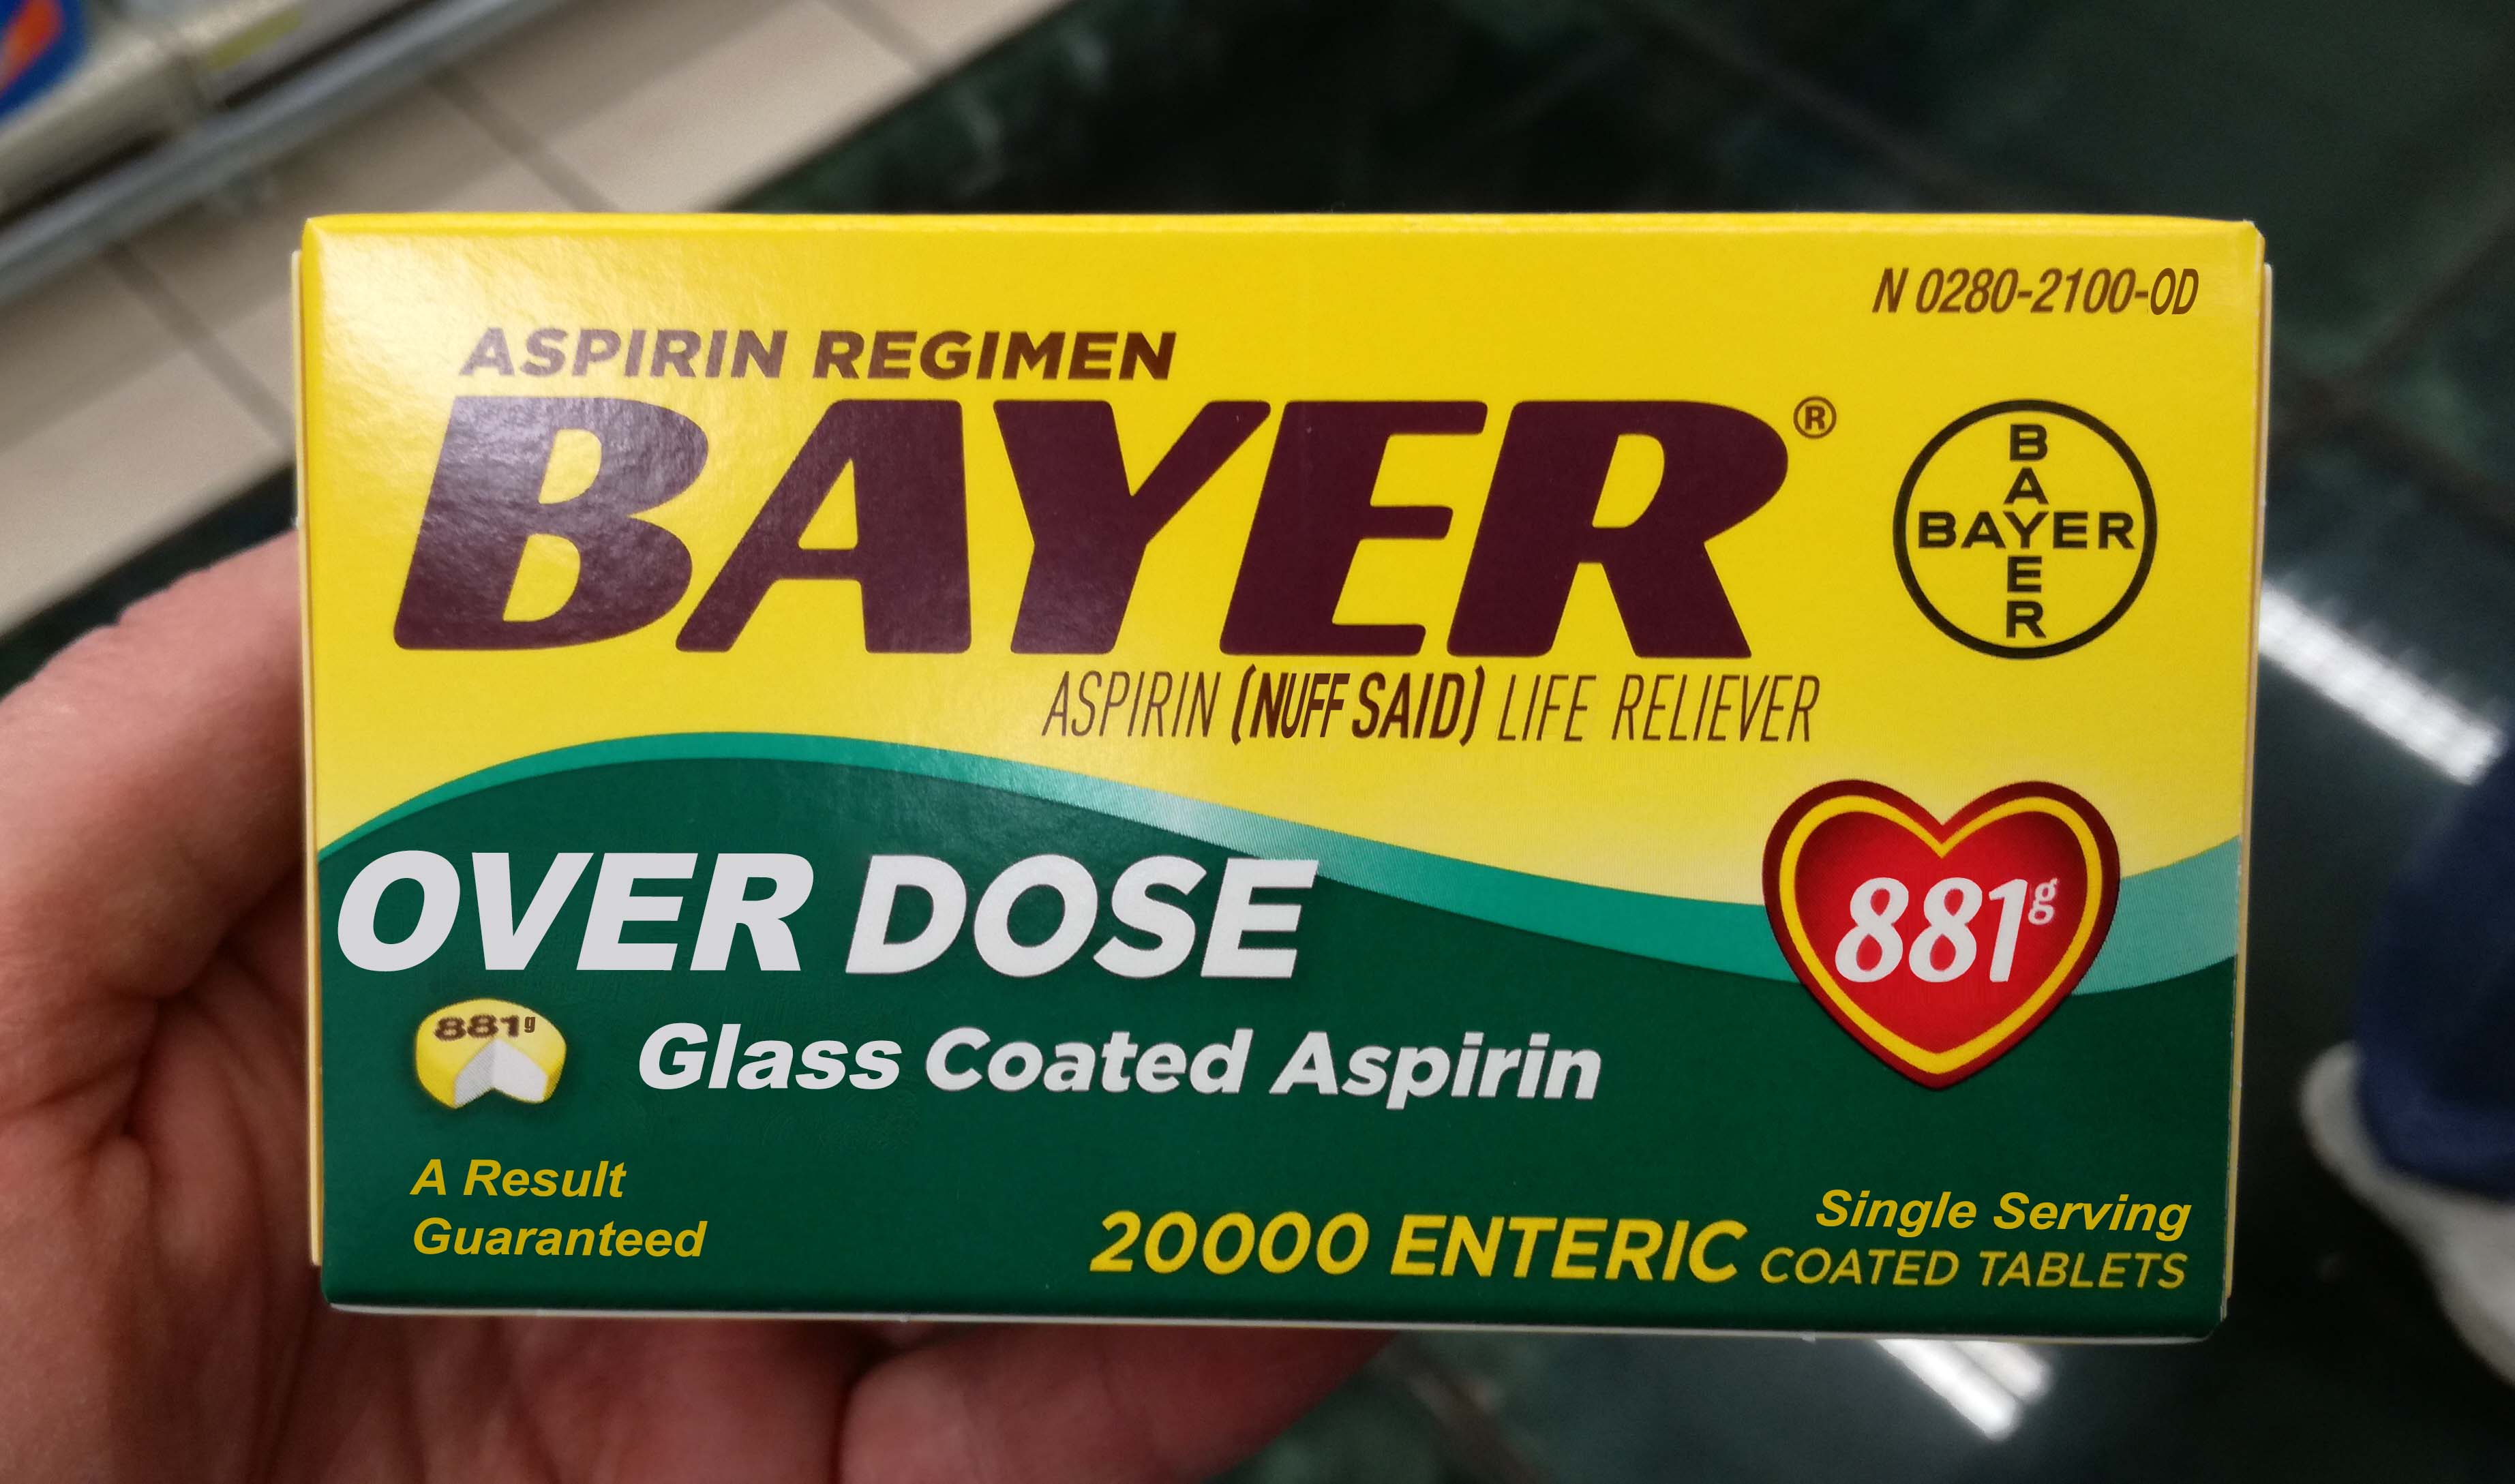 N 0280-2100-OD
ASPIRIN REGIMEN
BAYER®
B
A
BAYER
E
R
ASPIRIN (NUFF SAID) LIFE RELIEVER
OVER DOSE
881g
881g
Glass Coated Aspirin
A Result
Guaranteed
Single Serving
20000 ENTERIC COATED TABLETS